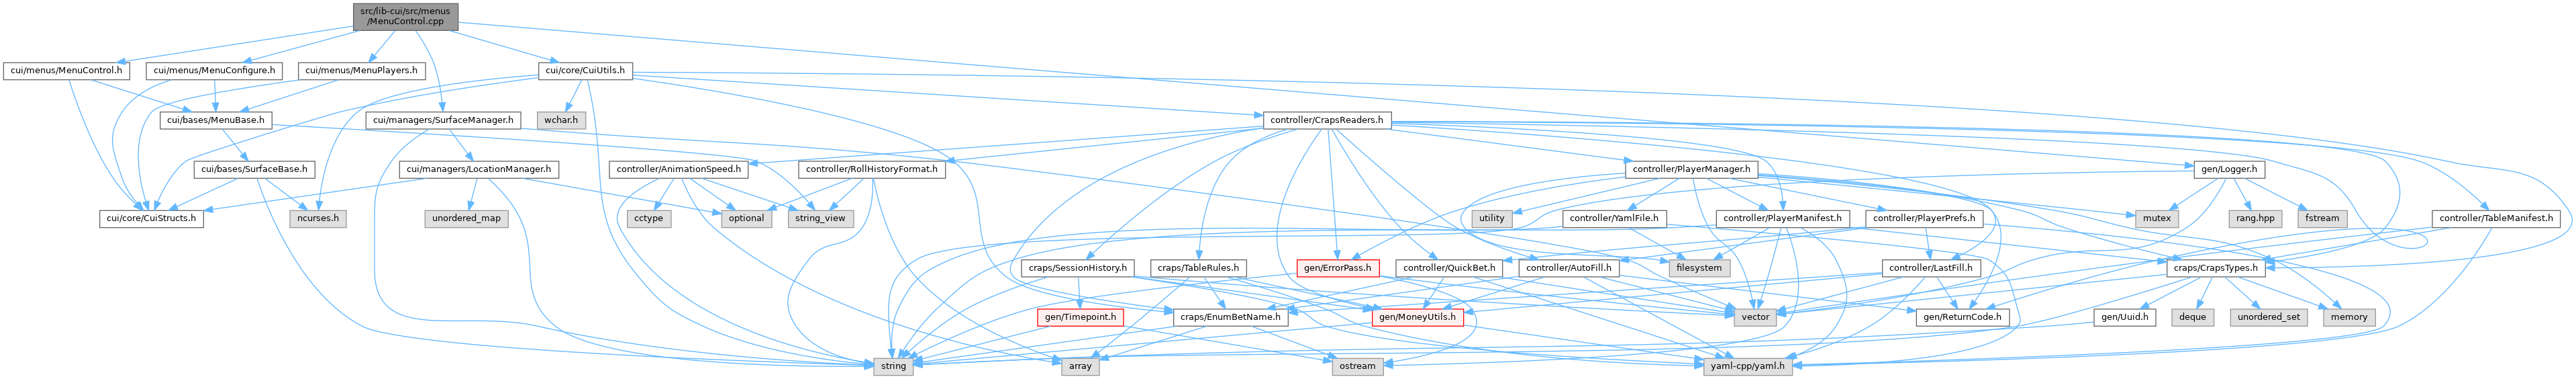 src/lib-cui/src/menus
/MenuControl.cpp
cui/menus/MenuControl.h
cui/menus/MenuConfigure.h
cui/menus/MenuPlayers.h
cui/core/CuiUtils.h
cui/bases/MenuBase.h
cui/managers/SurfaceManager.h
wchar.h
controller/CrapsReaders.h
cui/bases/SurfaceBase.h
cui/managers/LocationManager.h
controller/AnimationSpeed.h
controller/RollHistoryFormat.h
controller/PlayerManager.h
gen/Logger.h
cui/core/CuiStructs.h
ncurses.h
unordered_map
cctype
optional
string_view
utility
controller/YamlFile.h
controller/PlayerManifest.h
controller/PlayerPrefs.h
mutex
rang.hpp
fstream
controller/TableManifest.h
craps/SessionHistory.h
craps/TableRules.h
gen/ErrorPass.h
controller/QuickBet.h
controller/AutoFill.h
filesystem
controller/LastFill.h
craps/CrapsTypes.h
gen/Timepoint.h
craps/EnumBetName.h
gen/MoneyUtils.h
vector
gen/ReturnCode.h
gen/Uuid.h
deque
unordered_set
memory
string
array
ostream
yaml-cpp/yaml.h